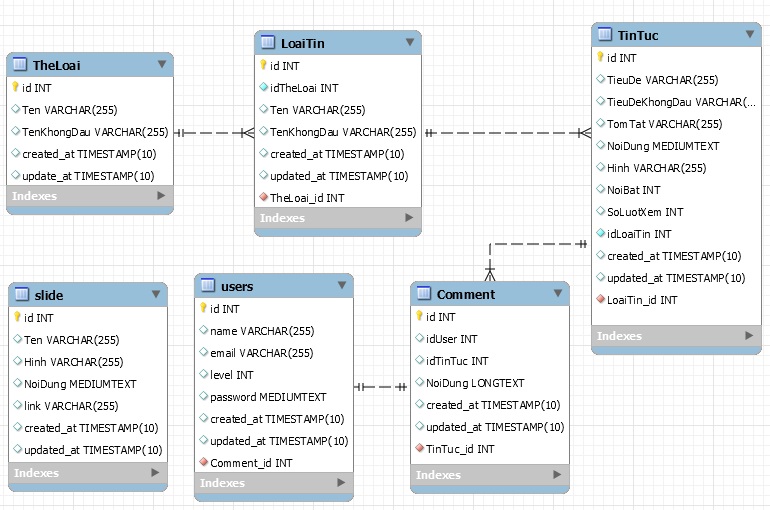 TheLoai
id INT
Ten VARCHAR(255)
TenKhongDau VARCHAR(255)
created_at TIMESTAMP(10)
update_at TIMESTAMP(10)
Indexes
LoaiTin
id INT
idTheLoai INT
Ten VARCHAR(255)
TenKhongDau VARCHAR(255)
created_at TIMESTAMP(10)
updated_at TIMESTAMP(10)
TheLoai_id INT
Indexes
TinTuc
id INT
TieuDe VARCHAR(255)
TieuDeKhongDau VARCHAR(...
TomTat VARCHAR(255)
NoiDung MEDIUMTEXT
Hinh VARCHAR(255)
NoiBat INT
SoLuotXem INT
idLoaiTin INT
created_at TIMESTAMP(10)
updated_at TIMESTAMP(10)
LoaiTin_id INT
Indexes
slide
id INT
Ten VARCHAR(255)
Hinh VARCHAR(255)
NoiDung MEDIUMTEXT
link VARCHAR(255)
created_at TIMESTAMP(10)
updated_at TIMESTAMP(10)
Indexes
users
id INT
name VARCHAR(255)
email VARCHAR(255)
level INT
password MEDIUMTEXT
created_at TIMESTAMP(10)
updated_at TIMESTAMP(10)
Comment_id INT
Indexes
Comment
id INT
idUser INT
idTinTuc INT
NoiDung LONGTEXT
created_at TIMESTAMP(10)
updated_at TIMESTAMP(10)
TinTuc_id INT
Indexes